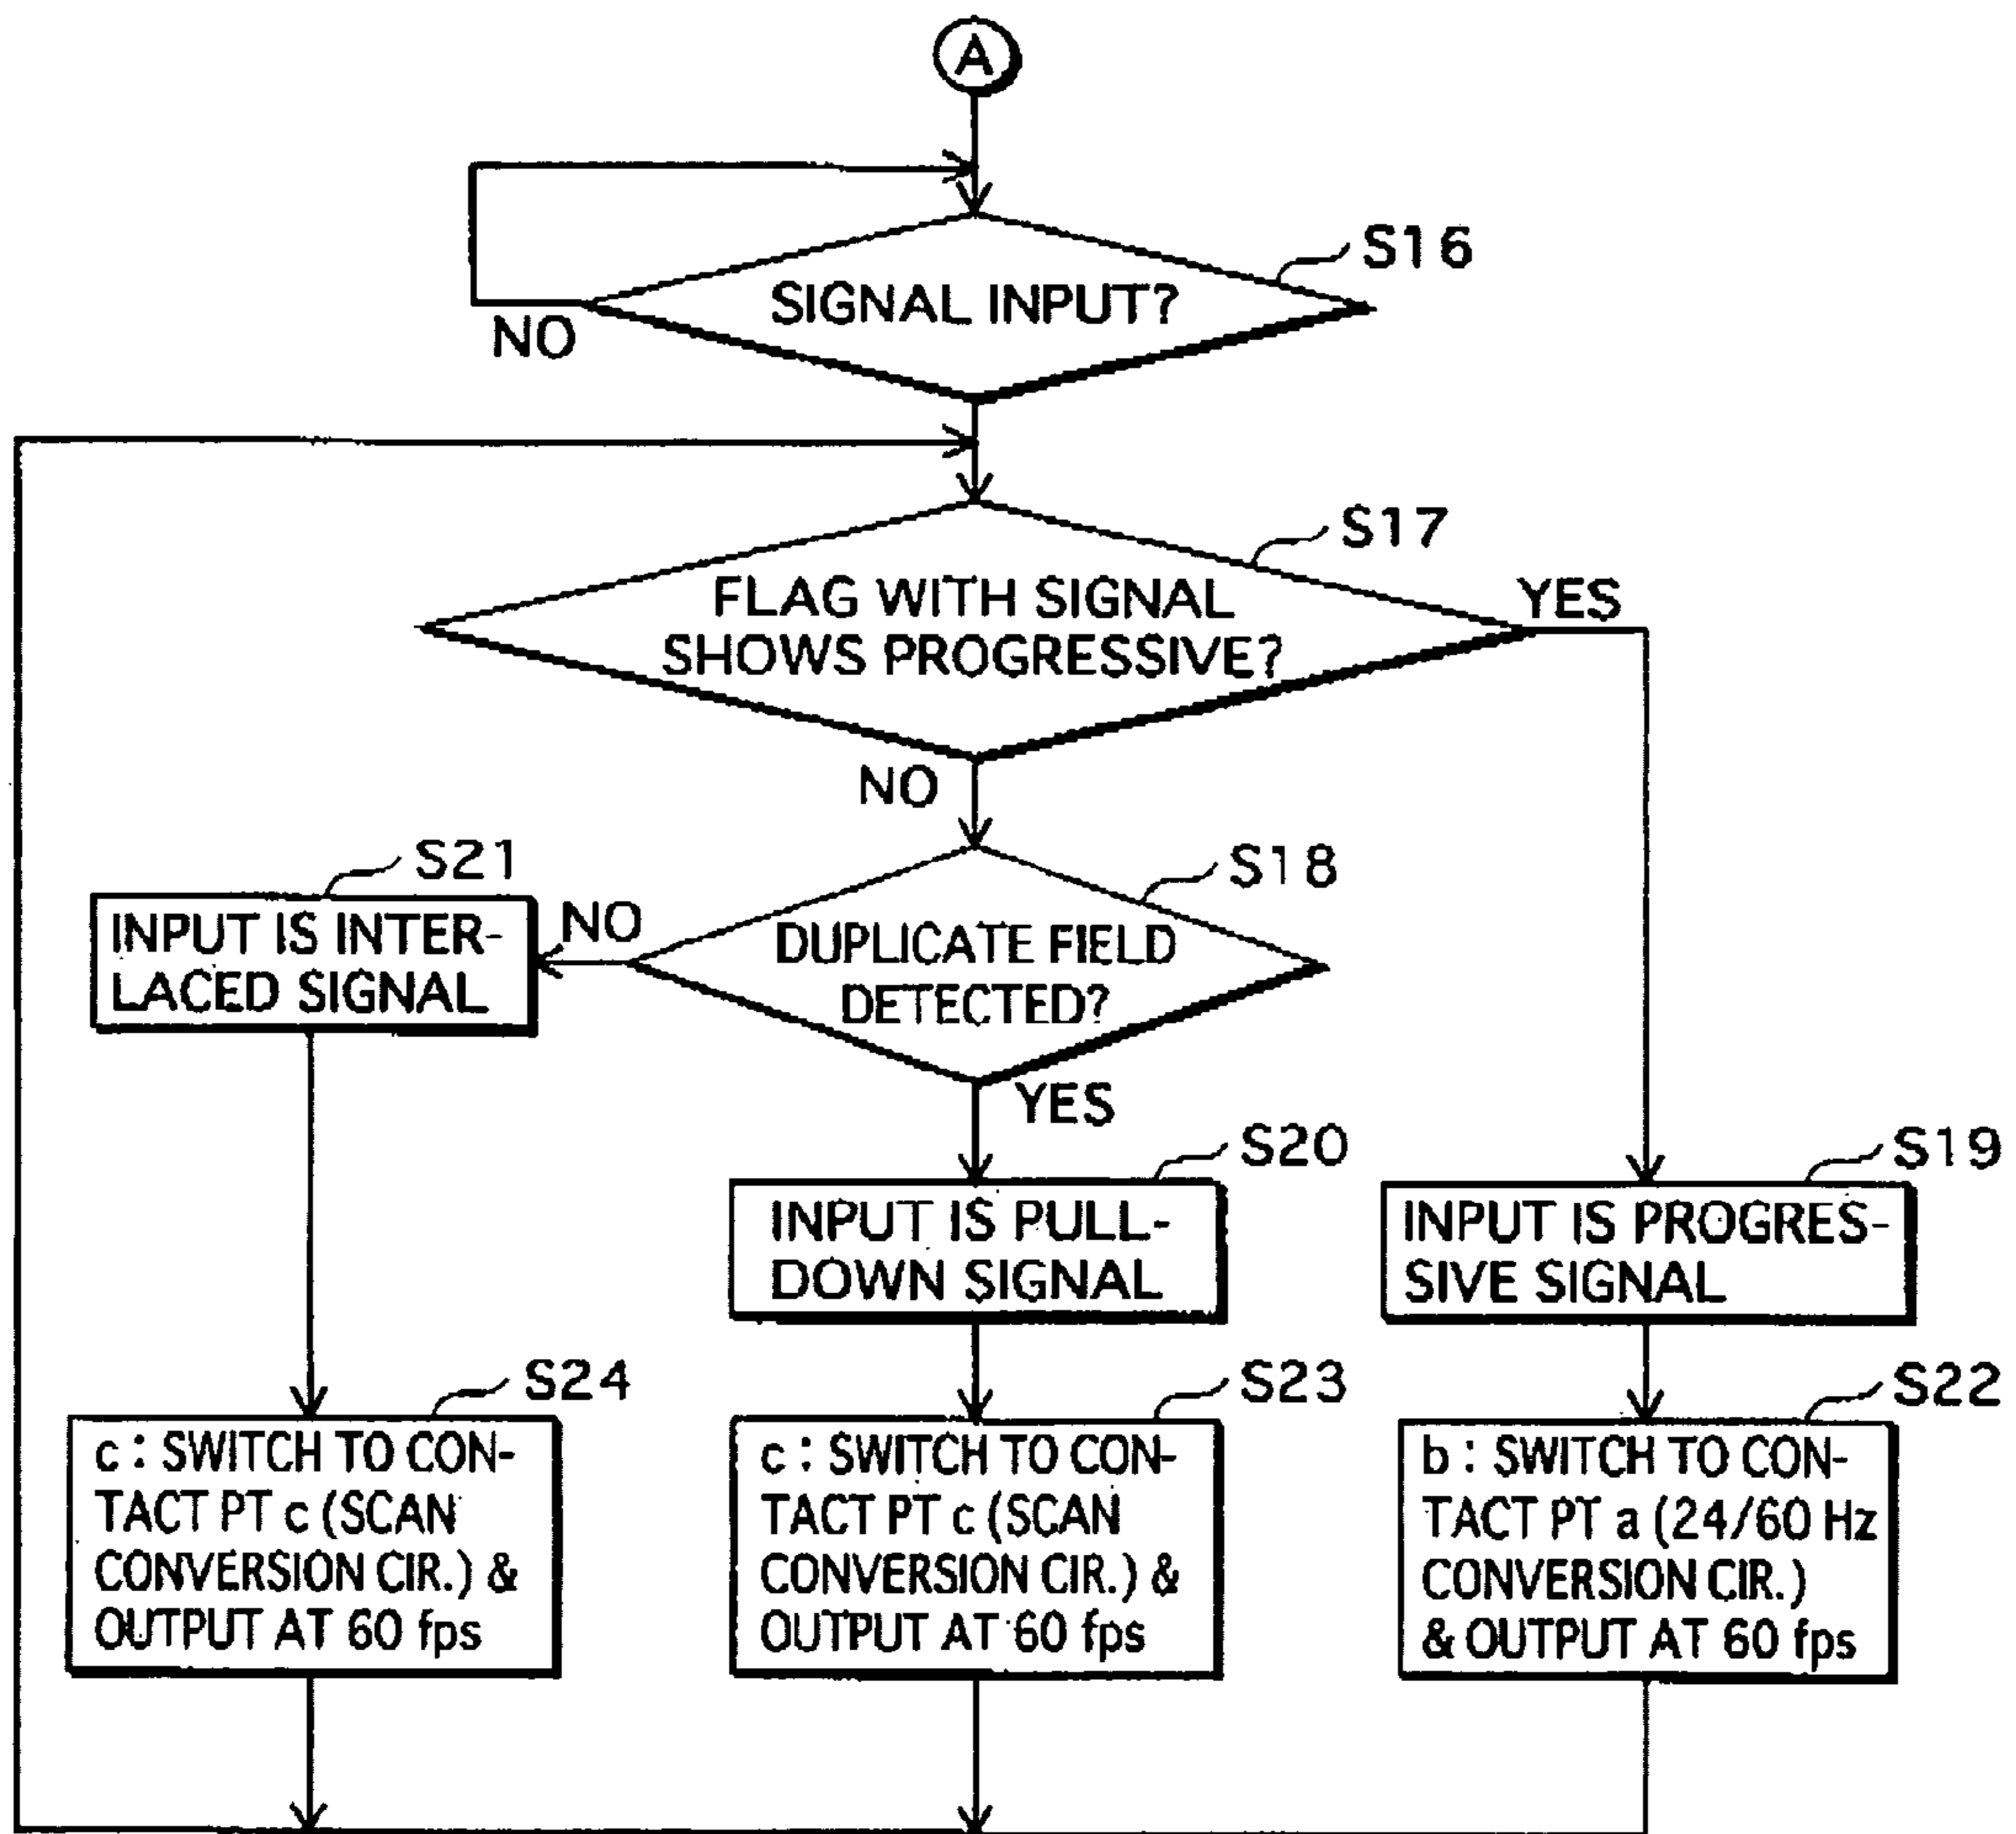 A
S16
SIGNAL INPUT?
NO
S17
FLAG WITH SIGNAL
SHOWS PROGRESSIVE?
YES
NO
S18
DUPLICATE FIELD
DETECTED?
NO
YES
S21
INPUT IS INTER-
LACED SIGNAL
S20
INPUT IS PULL-
DOWN SIGNAL
S19
INPUT IS PROGRES-
SIVE SIGNAL
S24
c : SWITCH TO CON-
TACT PT c (SCAN
CONVERSION CIR.) &
OUTPUT AT 60 fps
S23
c : SWITCH TO CON-
TACT PT c (SCAN
CONVERSION CIR.) &
OUTPUT AT 60 fps
S22
b : SWITCH TO CON-
TACT PT a (24/60 Hz
CONVERSION CIR.)
& OUTPUT AT 60 fps